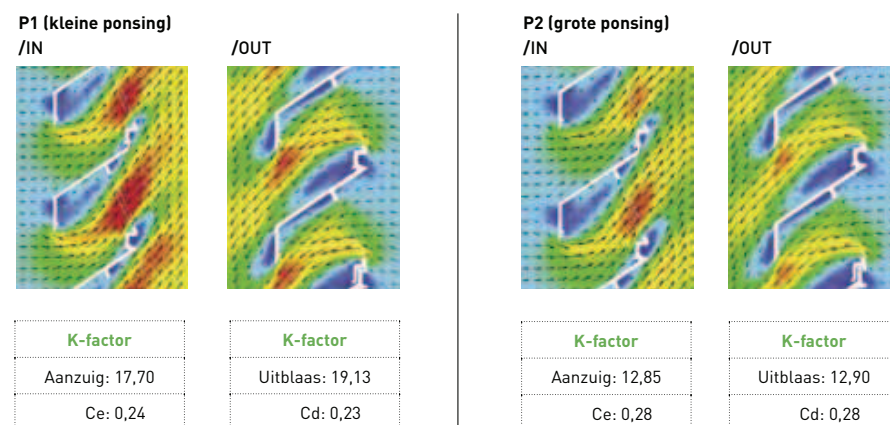 P1 (kleine ponsing)
/IN
/OUT
K-factor
Aanzuig: 17,70
Ce: 0,24
K-factor
Uitblaas: 19,13
Cd: 0,23
P2 (grote ponsing)
/IN
/OUT
K-factor
Aanzuig: 12,85
Ce: 0,28
K-factor
Uitblaas: 12,90
Cd: 0,28